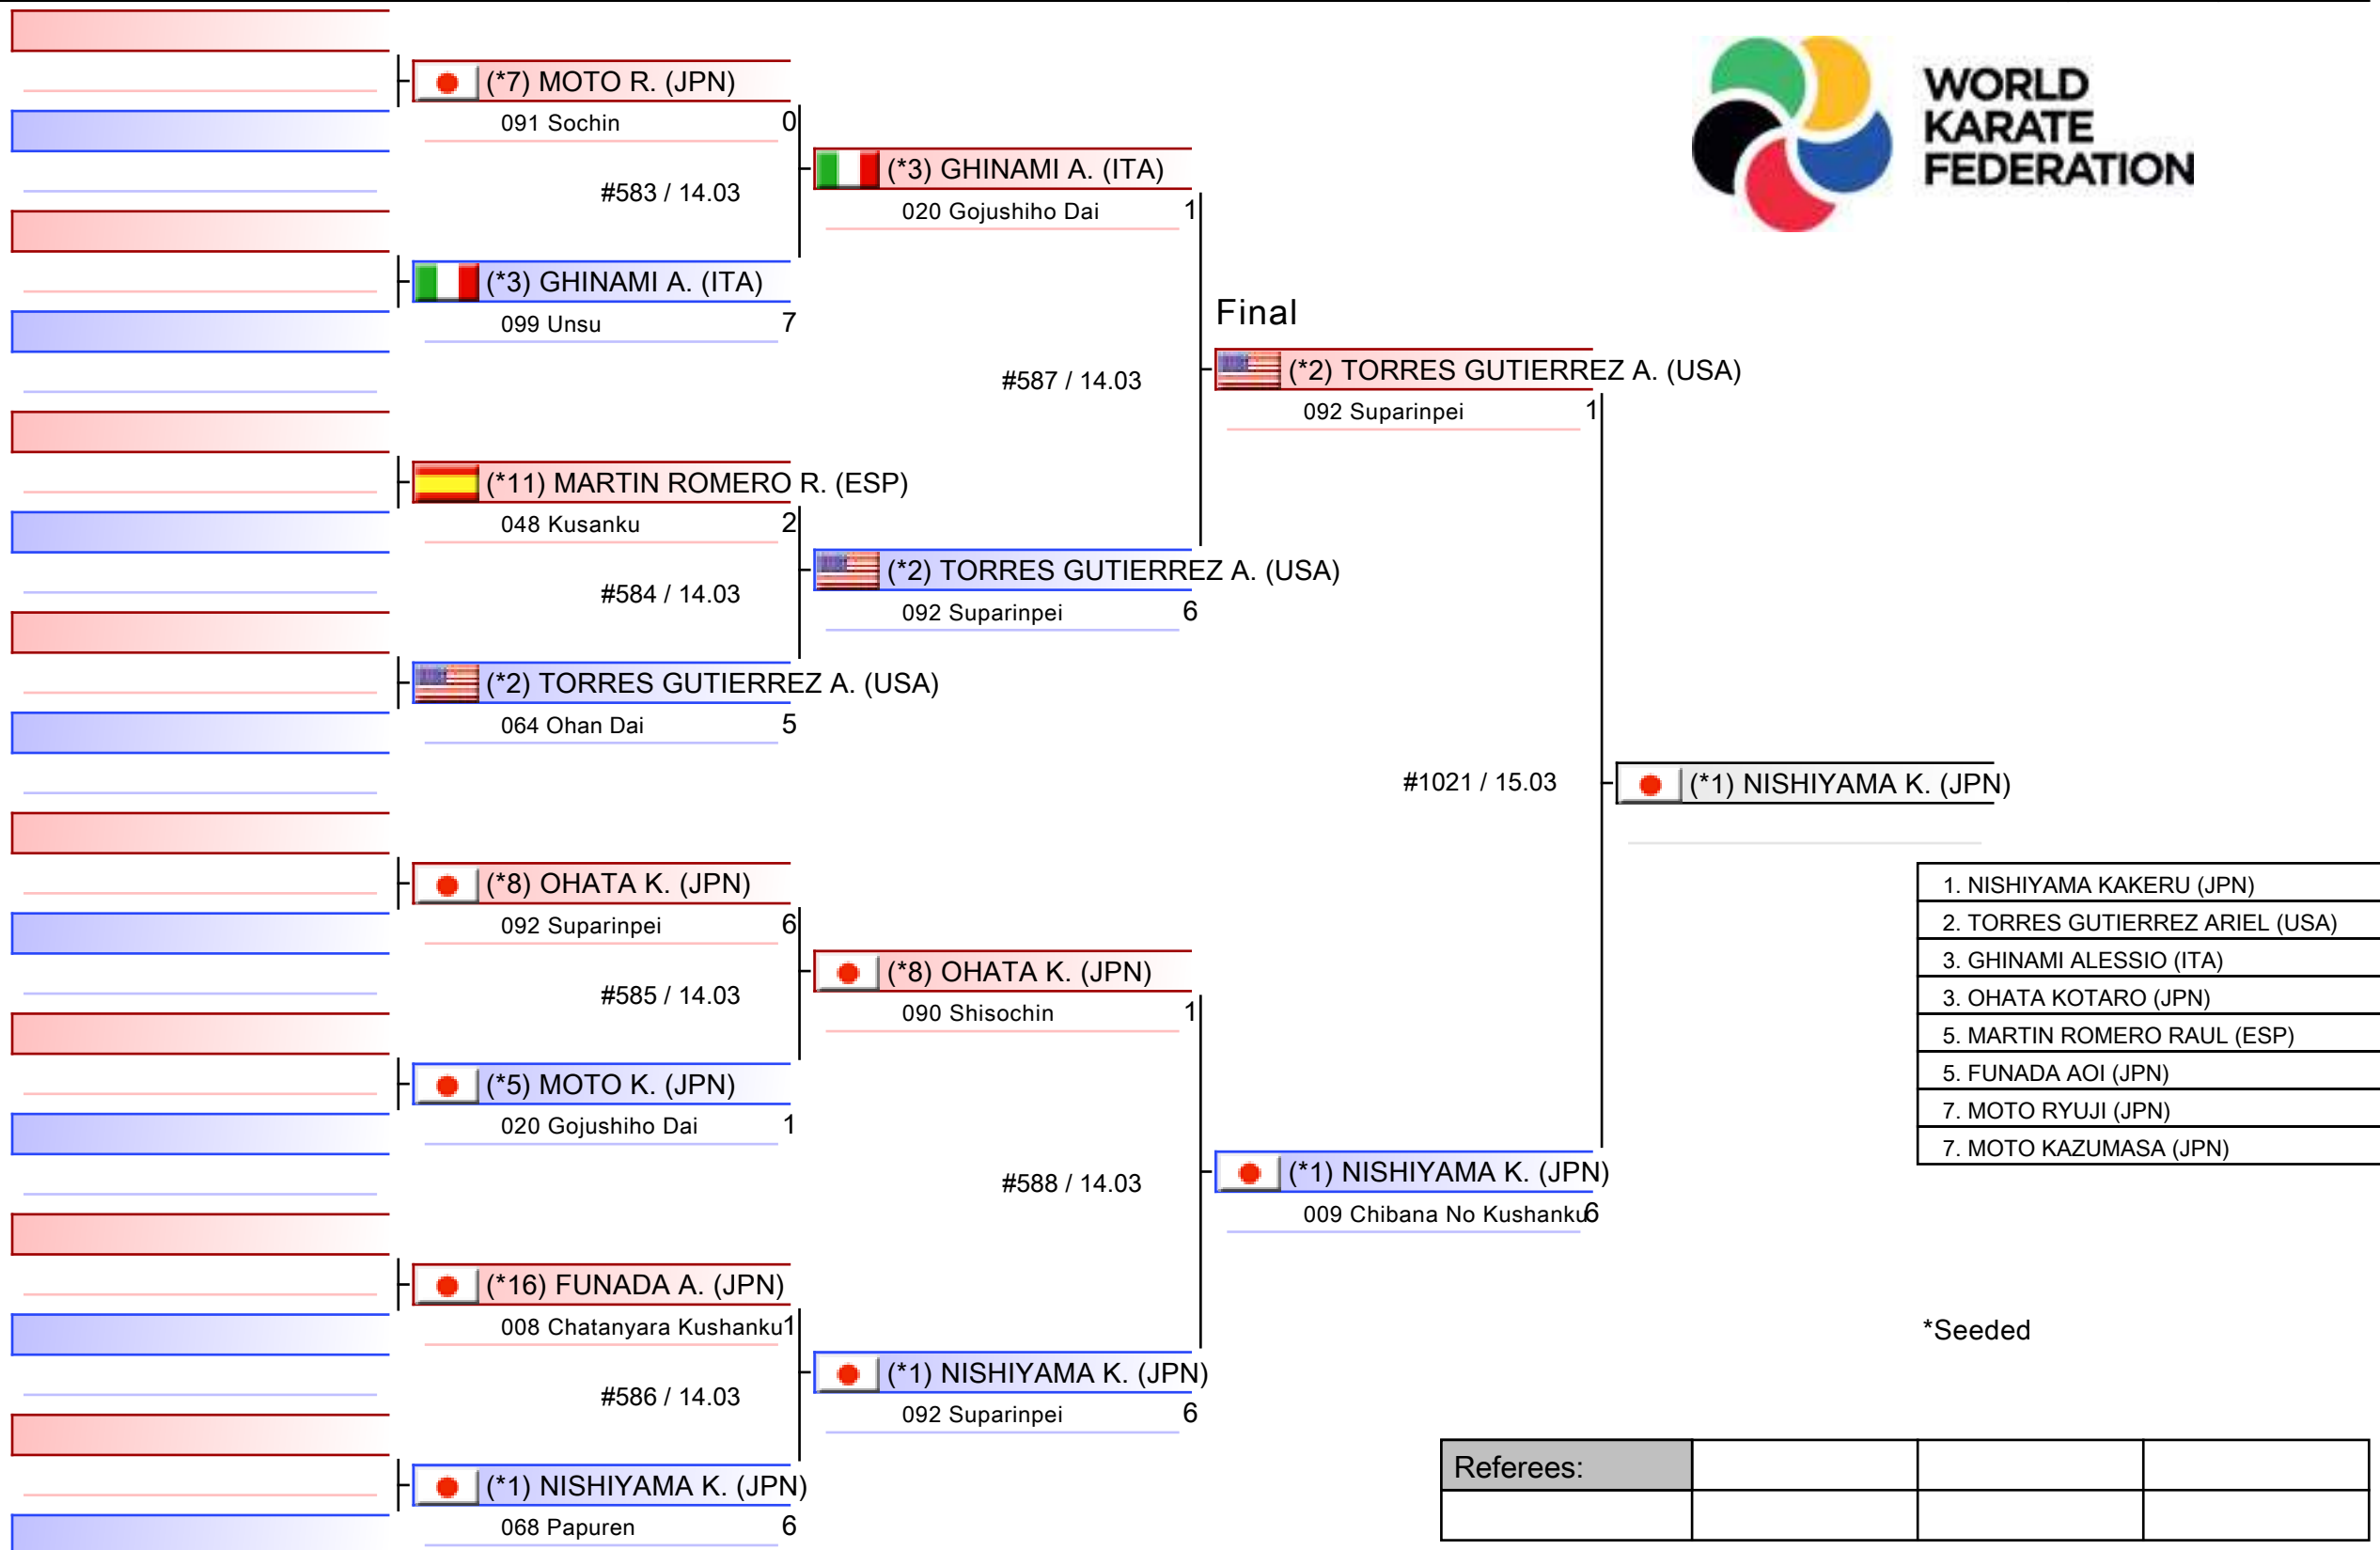 WORLD
KARATE
FEDERATION
(*7) MOTO R. (JPN)
091 Sochin 0
#583 / 14.03
(*3) GHINAMI A. (ITA)
099 Unsu 7
(*11) MARTIN ROMERO R. (ESP)
048 Kusanku 2
#584 / 14.03
(*2) TORRES GUTIERREZ A. (USA)
064 Ohan Dai 5
(*8) OHATA K. (JPN)
092 Suparinpei 6
#585 / 14.03
(*5) MOTO K. (JPN)
020 Gojushiho Dai 1
(*16) FUNADA A. (JPN)
008 Chatanyara Kushanku 1
#586 / 14.03
(*1) NISHIYAMA K. (JPN)
068 Papuren 6
(*3) GHINAMI A. (ITA)
020 Gojushiho Dai 1
#587 / 14.03
(*2) TORRES GUTIERREZ A. (USA)
092 Suparinpei 6
(*8) OHATA K. (JPN)
090 Shisochin 1
#588 / 14.03
(*1) NISHIYAMA K. (JPN)
092 Suparinpei 6
Final
(*2) TORRES GUTIERREZ A. (USA)
092 Suparinpei 1
#1021 / 15.03
(*1) NISHIYAMA K. (JPN)
009 Chibana No Kushanku 6
(*1) NISHIYAMA K. (JPN)
1. NISHIYAMA KAKERU (JPN)
2. TORRES GUTIERREZ ARIEL (USA)
3. GHINAMI ALESSIO (ITA)
3. OHATA KOTARO (JPN)
5. MARTIN ROMERO RAUL (ESP)
5. FUNADA AOI (JPN)
7. MOTO RYUJI (JPN)
7. MOTO KAZUMASA (JPN)
*Seeded
Referees: